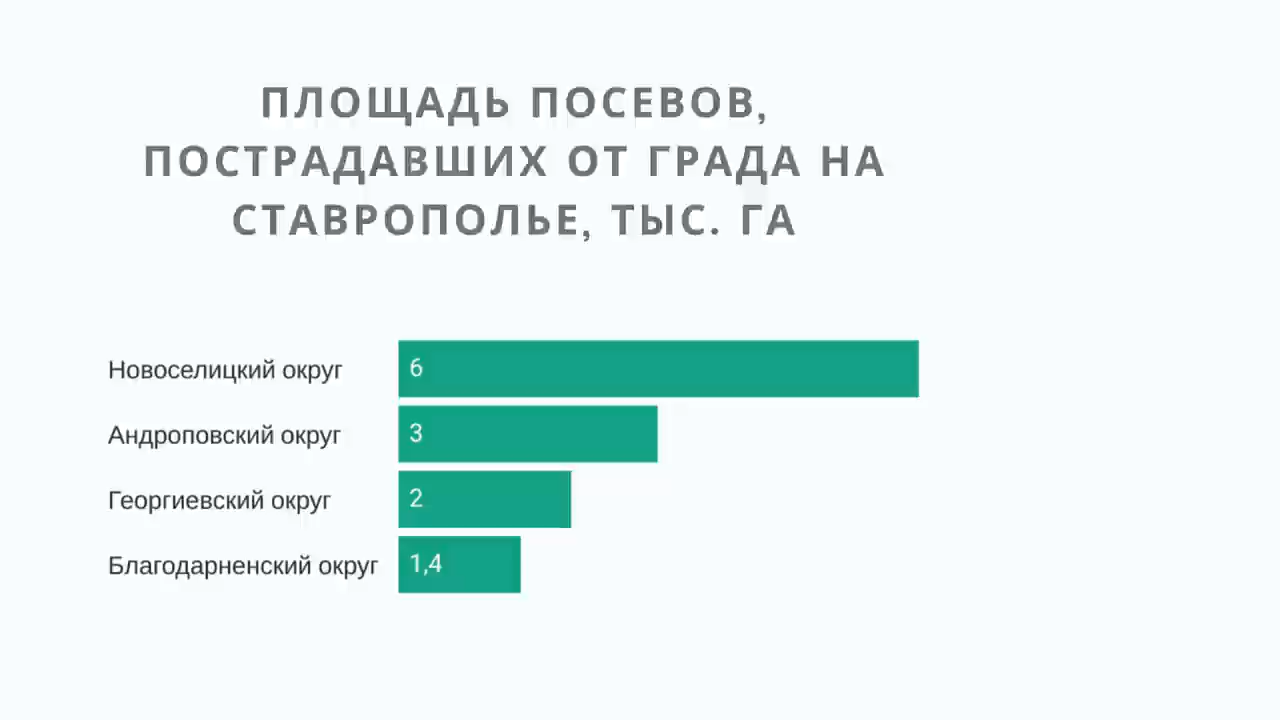 ПЛОЩАДЬ ПОСЕВОВ,
ПОСТРАДАВШИХ ОТ ГРАДА НА
СТАВРОПОЛЬЕ, ТЫС. ГА
Новоселицкий округ 6
Андроповский округ 3
Георгиевский округ 2
Благодарненский округ 1,4